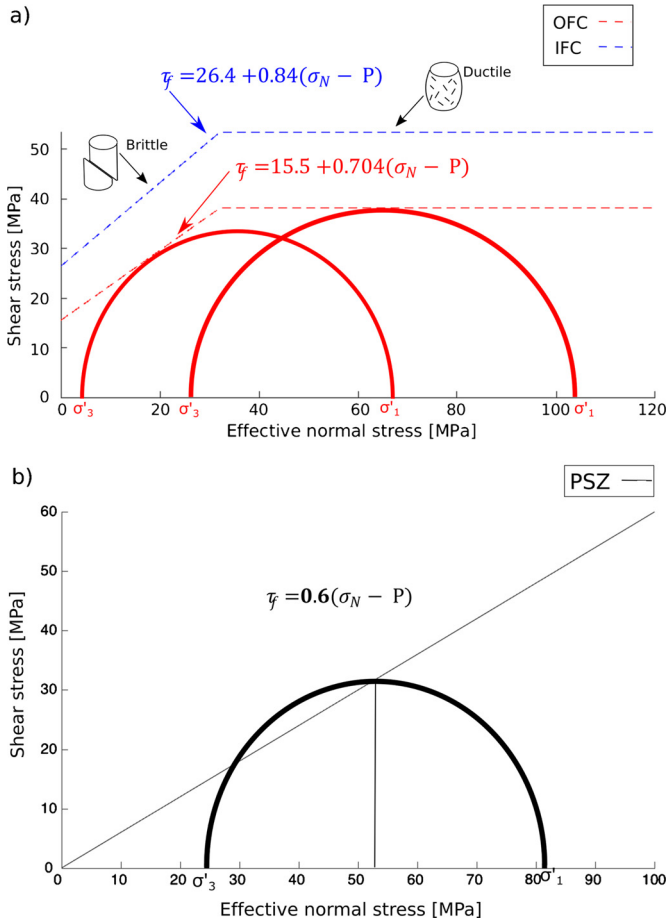 a)
OFC
IFC
τf=26.4 +0.84(σN − P)
Ductile
Brittle
τf=15.5 +0.704(σN − P)
Shear stress [MPa]
50
40
30
20
10
0
0 20 40 60 80 100 120
σ'3 σ'3 σ'1 σ'1
Effective normal stress [MPa]
b)
PSZ
τf=0.6(σN − P)
Shear stress [MPa]
60
50
40
30
20
10
0
0 10 20 30 40 50 60 70 80 90 100
σ'3 σ'1
Effective normal stress [MPa]